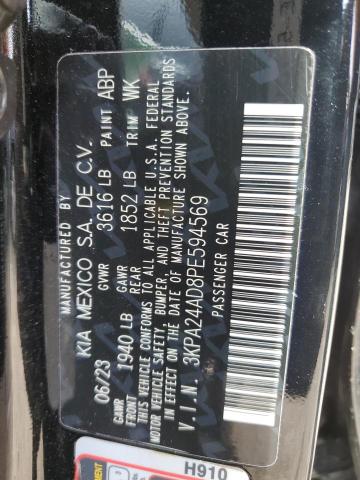 MANUFACTURED BY
KIA MEXICO S.A. DE C.V.
06/23 GVWR 3616 LB PAINT ABP
GAWR FRONT 1940 LB GAWR REAR 1852 LB TRIM WK
THIS VEHICLE CONFORMS TO ALL APPLICABLE U.S.A. FEDERAL
MOTOR VEHICLE SAFETY, BUMPER, AND THEFT PREVENTION STANDARDS
IN EFFECT ON THE DATE OF MANUFACTURE SHOWN ABOVE.
V.I.N. 3KPA24AD8PE594569
PASSENGER CAR
H910